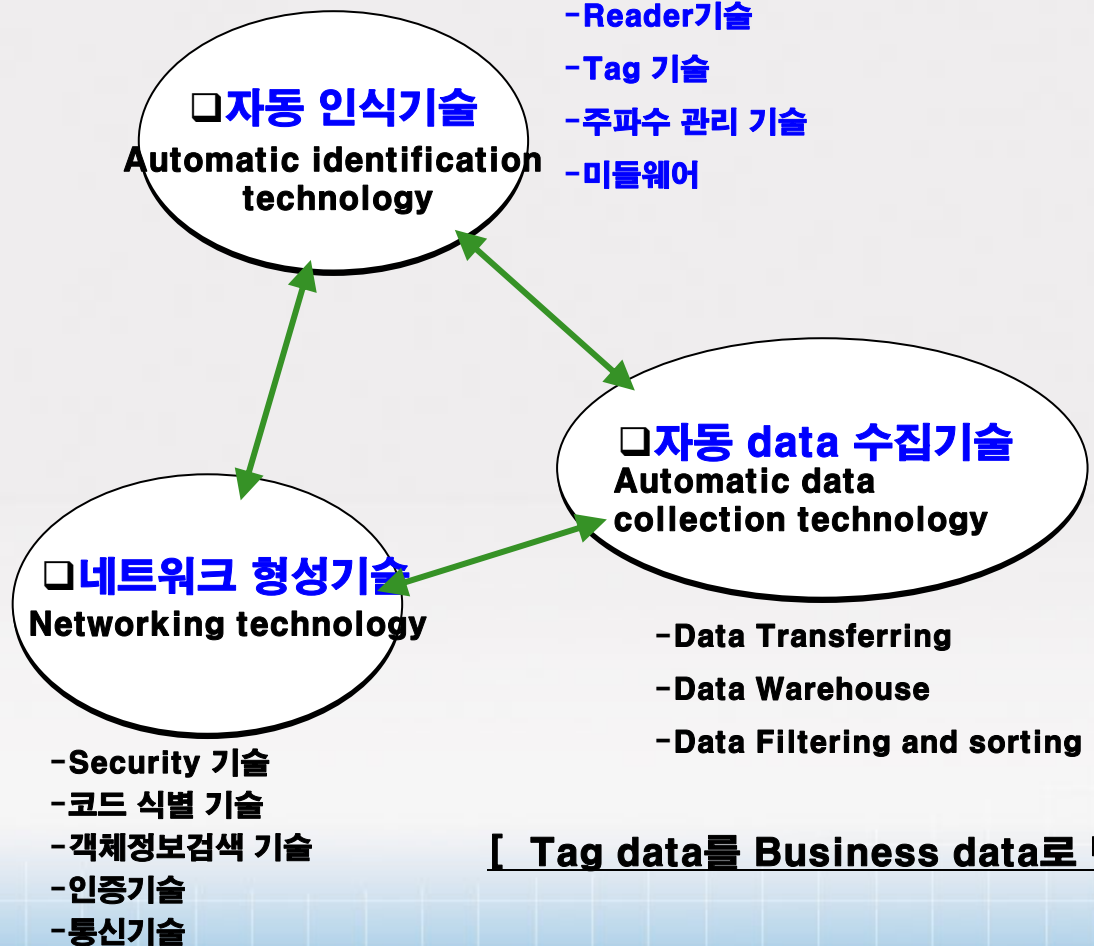 -Reader기술
-Tag 기술
-주파수 관리 기술
-미들웨어
❑자동 인식기술
Automatic identification
technology
❑자동 data 수집기술
Automatic data
collection technology
-Data Transferring
-Data Warehouse
-Data Filtering and sorting
❑네트워크 형성기술
Networking technology
-Security 기술
-코드 식별 기술
-객체정보검색 기술
-인증기술
-통신기술
[ Tag data를 Business data로